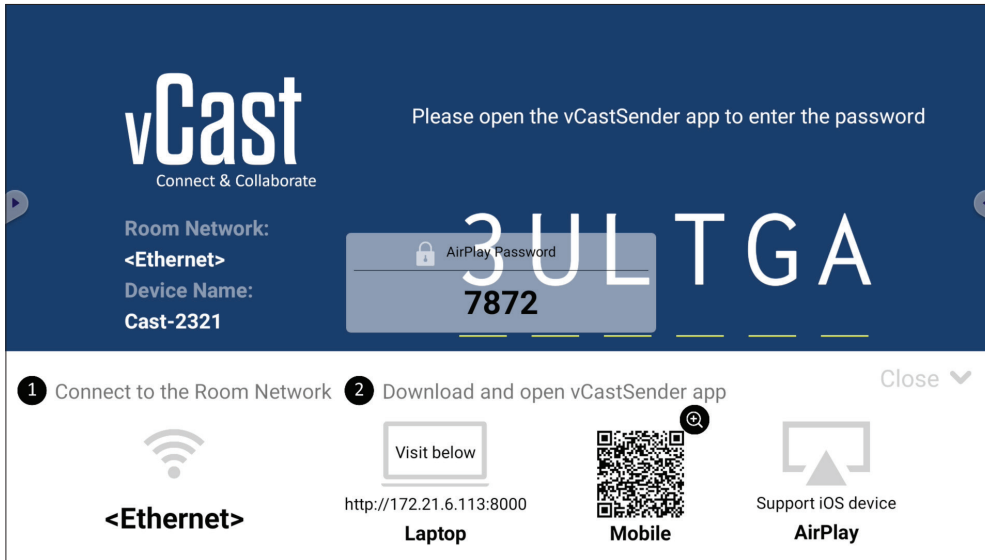 vCast
Connect & Collaborate
Please open the vCastSender app to enter the password
Room Network:
<Ethernet>
Device Name:
Cast-2321
3ULTGA
AirPlay Password
7872
1 Connect to the Room Network
2 Download and open vCastSender app
Close
<Ethernet>
Visit below
http://172.21.6.113:8000
Laptop
Mobile
Support iOS device
AirPlay